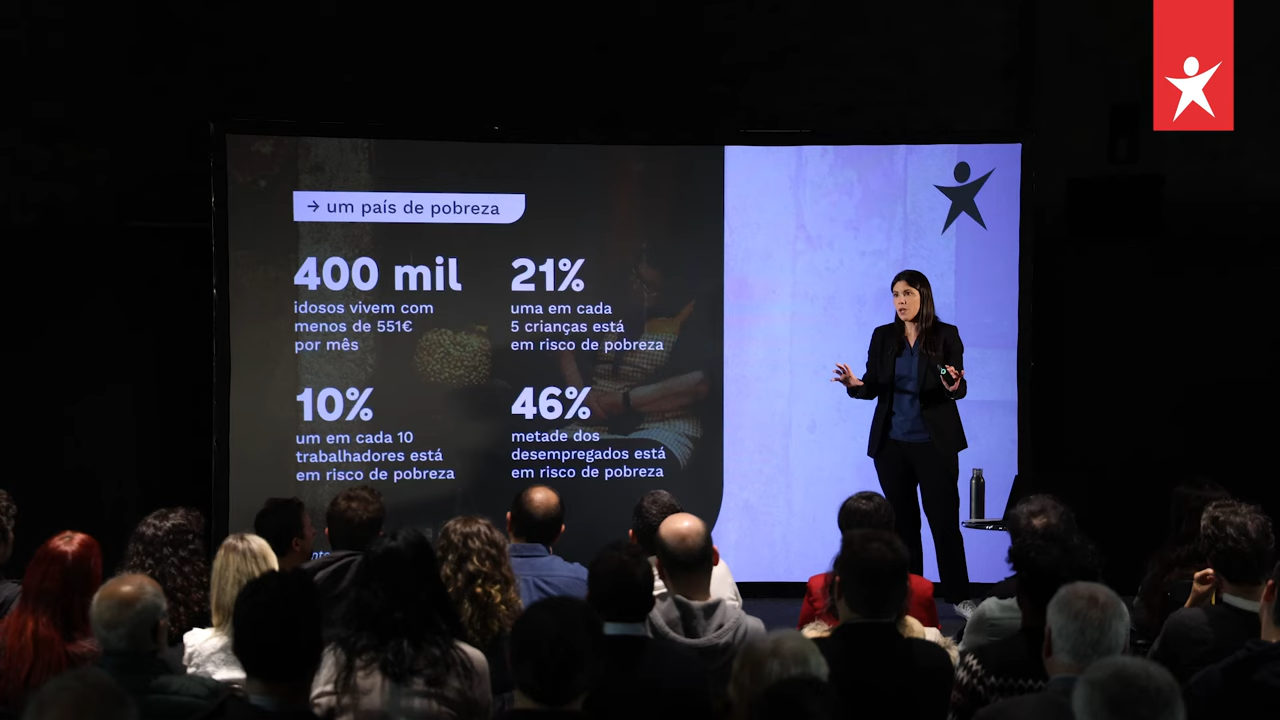 → um país de pobreza
400 mil
idosos vivem com
menos de 551€
por mês
21%
uma em cada
5 crianças está
em risco de pobreza
10%
um em cada 10
trabalhadores está
em risco de pobreza
46%
metade dos
desempregados está
em risco de pobreza